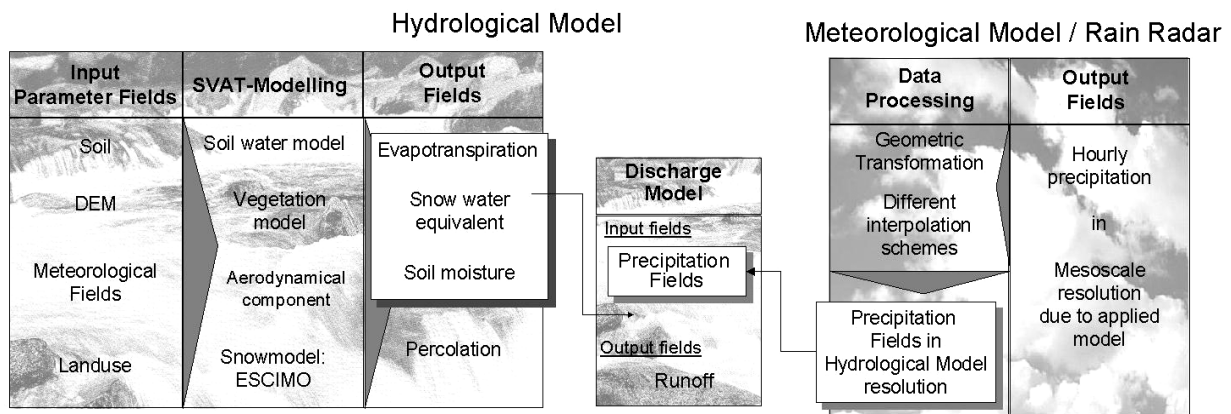 Hydrological Model
Input
Parameter Fields
Soil
DEM
Meteorological
Fields
Landuse
SVAT-Modelling
Soil water model
Vegetation
model
Aerodynamical
component
Snowmodel:
ESCIMO
Output
Fields
Evapotranspiration
Snow water
equivalent
Soil moisture
Percolation
Discharge
Model
Input fields
Precipitation
Fields
Output fields
Runoff
Meteorological Model / Rain Radar
Data
Processing
Geometric
Transformation
Different
interpolation
schemes
Precipitation
Fields in
Hydrological Model
resolution
Output
Fields
Hourly
precipitation
in
Mesoscale
resolution
due to applied
model